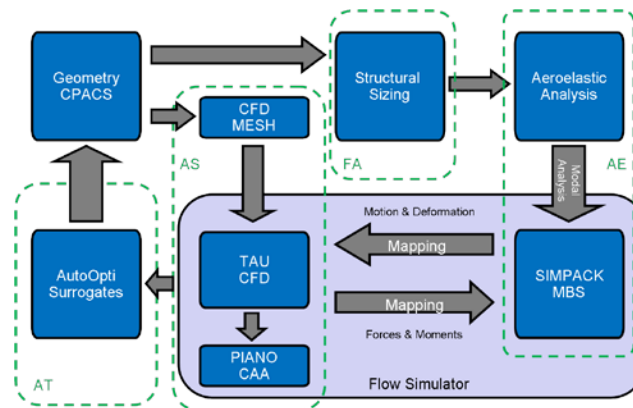 Geometry
CPACS
CFD
MESH
Structural
Sizing
Aeroelastic
Analysis
AS
FA
AE
Modal
Analysis
Motion & Deformation
Mapping
AutoOpti
Surrogates
TAU
CFD
SIMPACK
MBS
Mapping
Forces & Moments
PIANO
CAA
AT
Flow Simulator